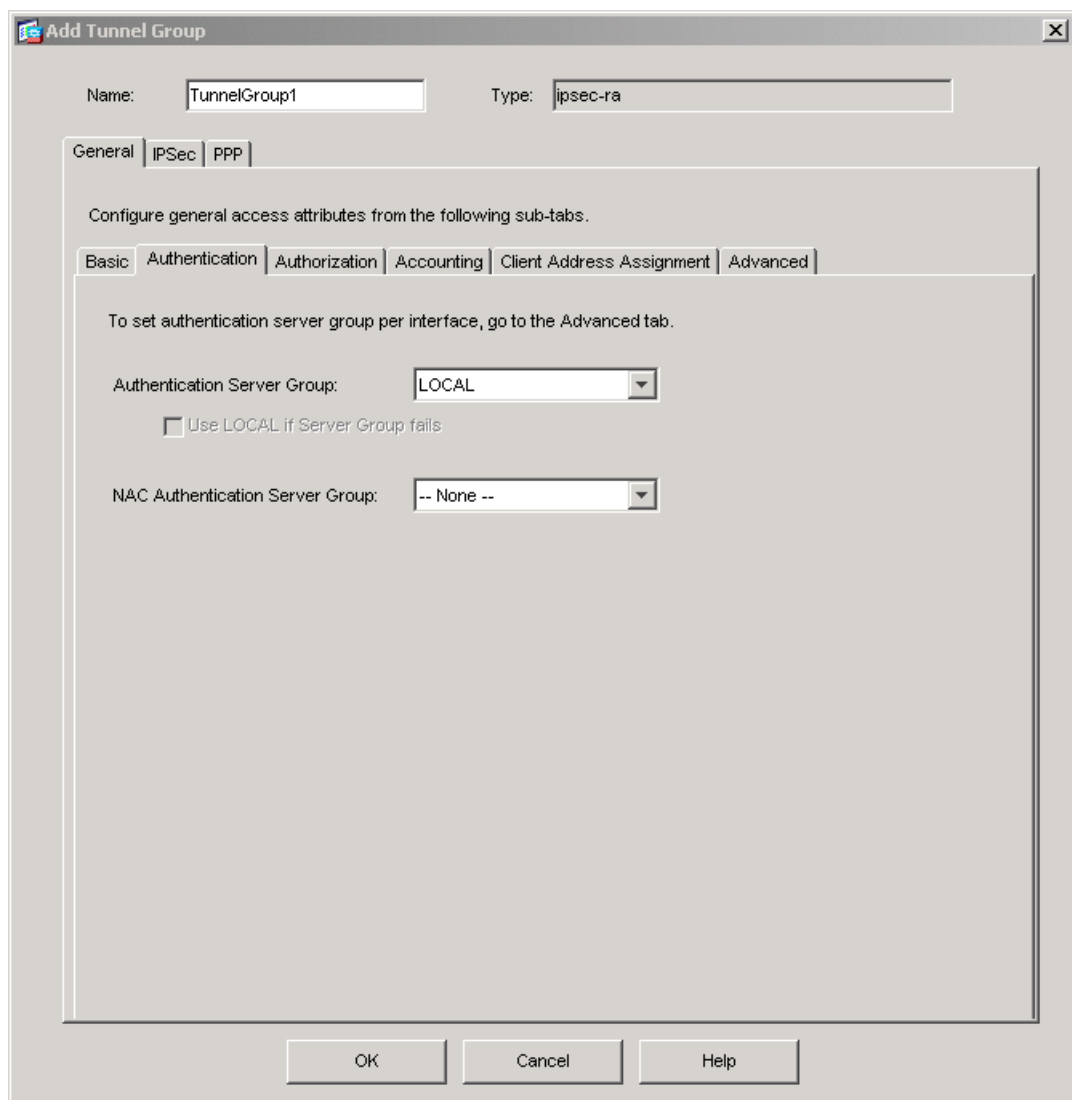 Add Tunnel Group
Name: TunnelGroup1 Type: ipsec-ra
General IPSec PPP
Configure general access attributes from the following sub-tabs.
Basic Authentication Authorization Accounting Client Address Assignment Advanced
To set authentication server group per interface, go to the Advanced tab.
Authentication Server Group: LOCAL
Use LOCAL if Server Group fails
NAC Authentication Server Group: -- None --
OK Cancel Help